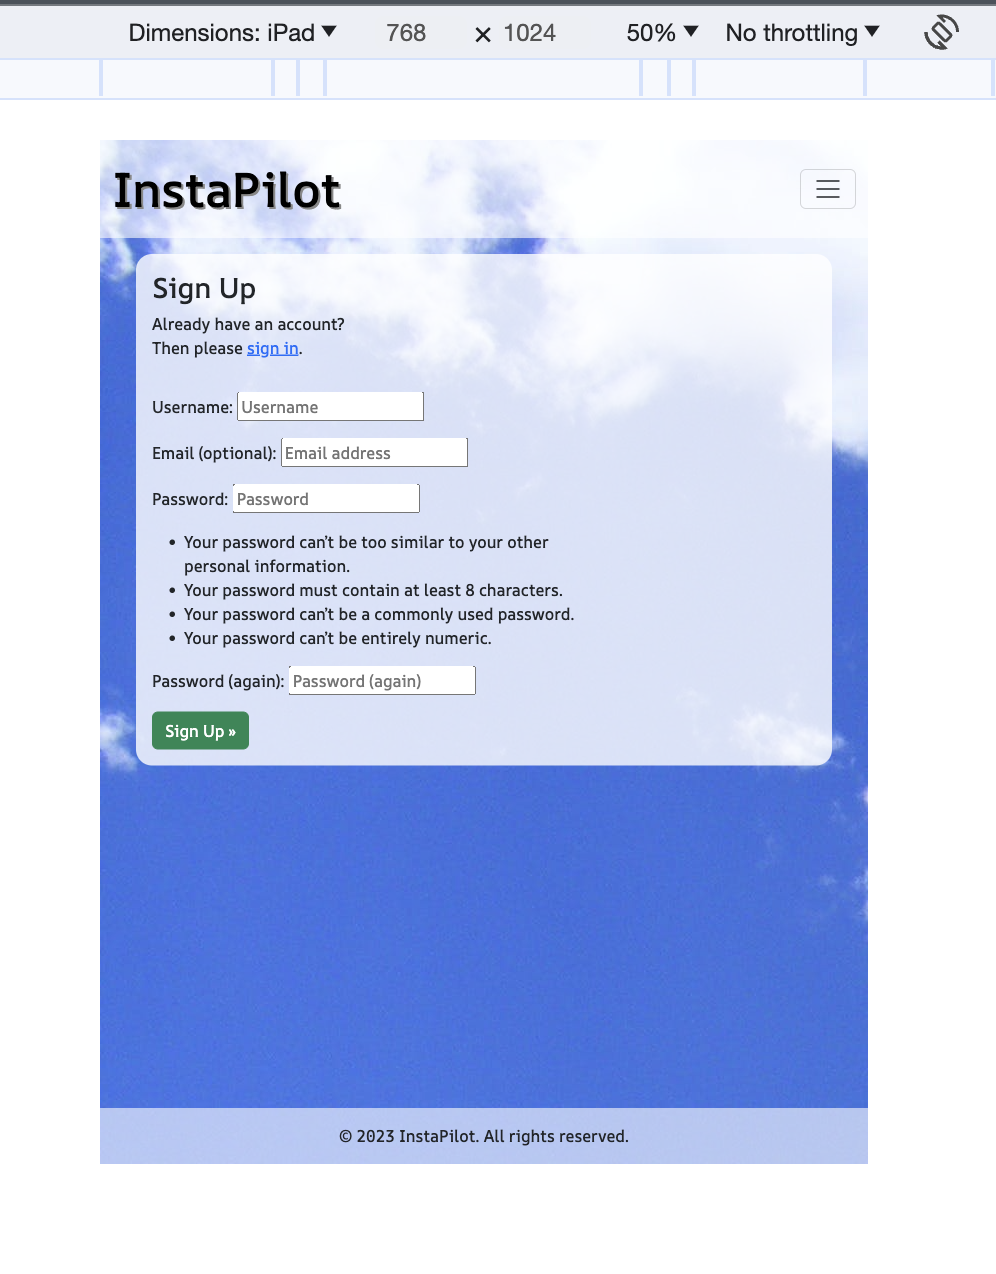 Dimensions: iPad ▼ 768 × 1024 50% ▼ No throttling ▼
InstaPilot
Sign Up
Already have an account?
Then please sign in.
Username: Username
Email (optional): Email address
Password: Password
• Your password can’t be too similar to your other
personal information.
• Your password must contain at least 8 characters.
• Your password can’t be a commonly used password.
• Your password can’t be entirely numeric.
Password (again): Password (again)
Sign Up »
© 2023 InstaPilot. All rights reserved.